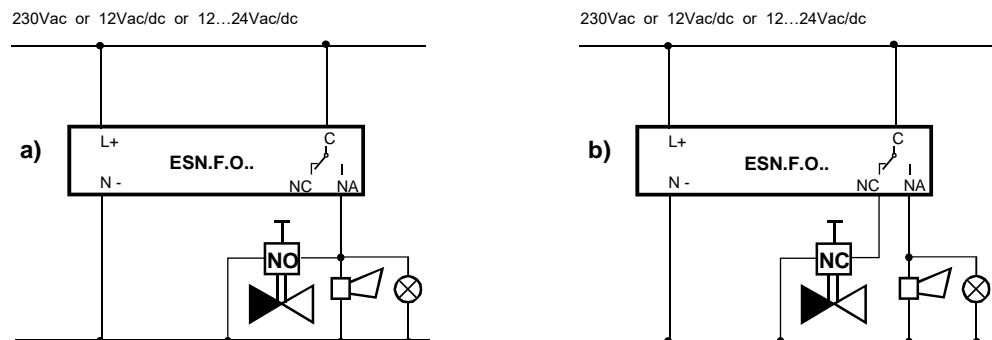 230Vac or 12Vac/dc or 12…24Vac/dc
a)
L+
C
ESN.F.O..
N -
NC
NA
NO
230Vac or 12Vac/dc or 12…24Vac/dc
b)
L+
C
ESN.F.O..
N -
NC
NA
NC